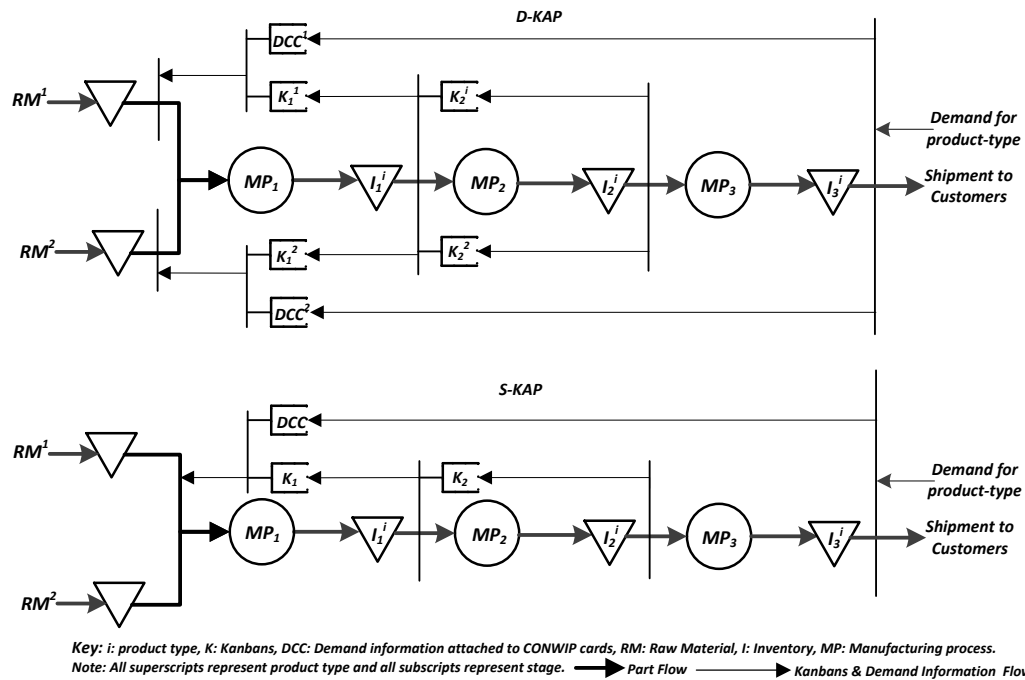 D-KAP
DCC¹
RM¹
K₁¹
K₂ⁱ
Demand for
product-type
MP₁
I₁ⁱ
MP₂
I₂ⁱ
MP₃
I₃ⁱ
Shipment to
Customers
RM²
K₁²
K₂²
DCC²
S-KAP
DCC
RM¹
K₁
K₂
Demand for
product-type
MP₁
I₁ⁱ
MP₂
I₂ⁱ
MP₃
I₃ⁱ
Shipment to
Customers
RM²
Key: i: product type, K: Kanbans, DCC: Demand information attached to CONWIP cards, RM: Raw Material, I: Inventory, MP: Manufacturing process.
Note: All superscripts represent product type and all subscripts represent stage. Part Flow Kanbans & Demand Information Flow